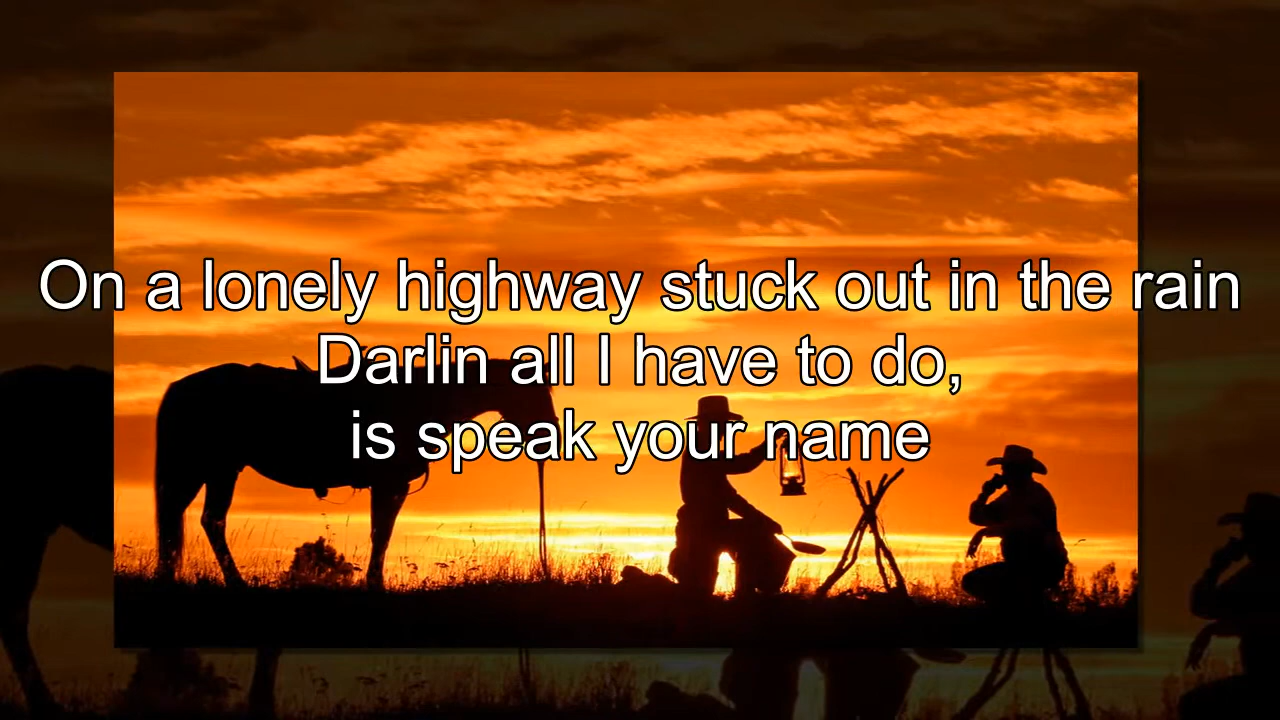 On a lonely highway stuck out in the rain
Darlin all I have to do,
is speak your name